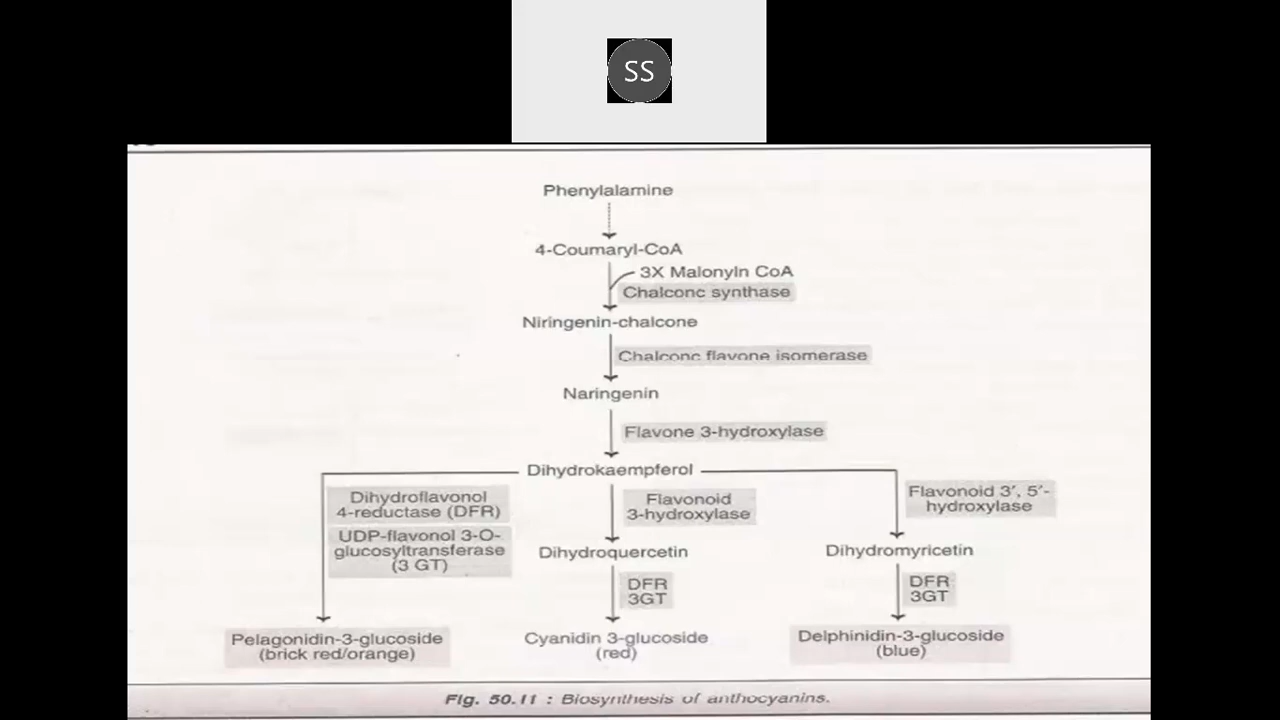 SS
Phenylalamine
4-Coumaryl-CoA
3X Malonyln CoA
Chalconc synthase
Niringenin-chalcone
Chalconc flavone isomerase
Naringenin
Flavone 3-hydroxylase
Dihydrokaempferol
Dihydroflavonol
4-reductase (DFR)
UDP-flavonol 3-O-
glucosyltransferase
(3 GT)
Flavonoid
3-hydroxylase
Flavonoid 3′, 5′-
hydroxylase
Dihydroquercetin
Dihydromyricetin
DFR
3GT
DFR
3GT
Pelagonidin-3-glucoside
(brick red/orange)
Cyanidin 3-glucoside
(red)
Delphinidin-3-glucoside
(blue)
Fig. 50.11 : Biosynthesis of anthocyanins.